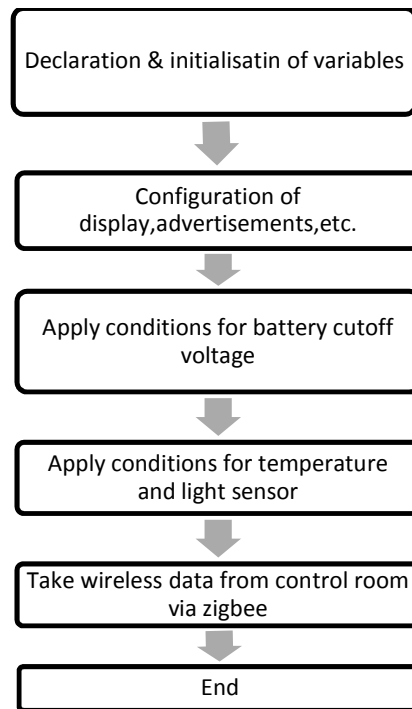 Declaration & initialisatin of variables
Configuration of
display,advertisements,etc.
Apply conditions for battery cutoff
voltage
Apply conditions for temperature
and light sensor
Take wireless data from control room
via zigbee
End